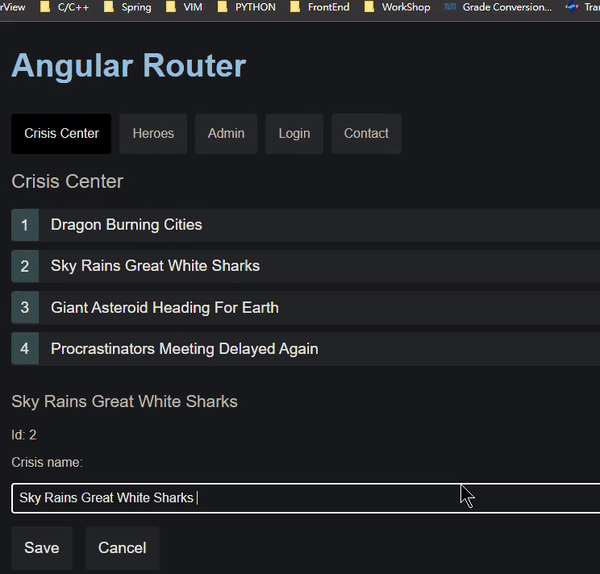 rView C/C++ Spring VIM PYTHON FrontEnd WorkShop Grade Conversion... Tra
Angular Router
Crisis Center Heroes Admin Login Contact
Crisis Center
1 Dragon Burning Cities
2 Sky Rains Great White Sharks
3 Giant Asteroid Heading For Earth
4 Procrastinators Meeting Delayed Again
Sky Rains Great White Sharks
Id: 2
Crisis name:
Sky Rains Great White Sharks
Save Cancel